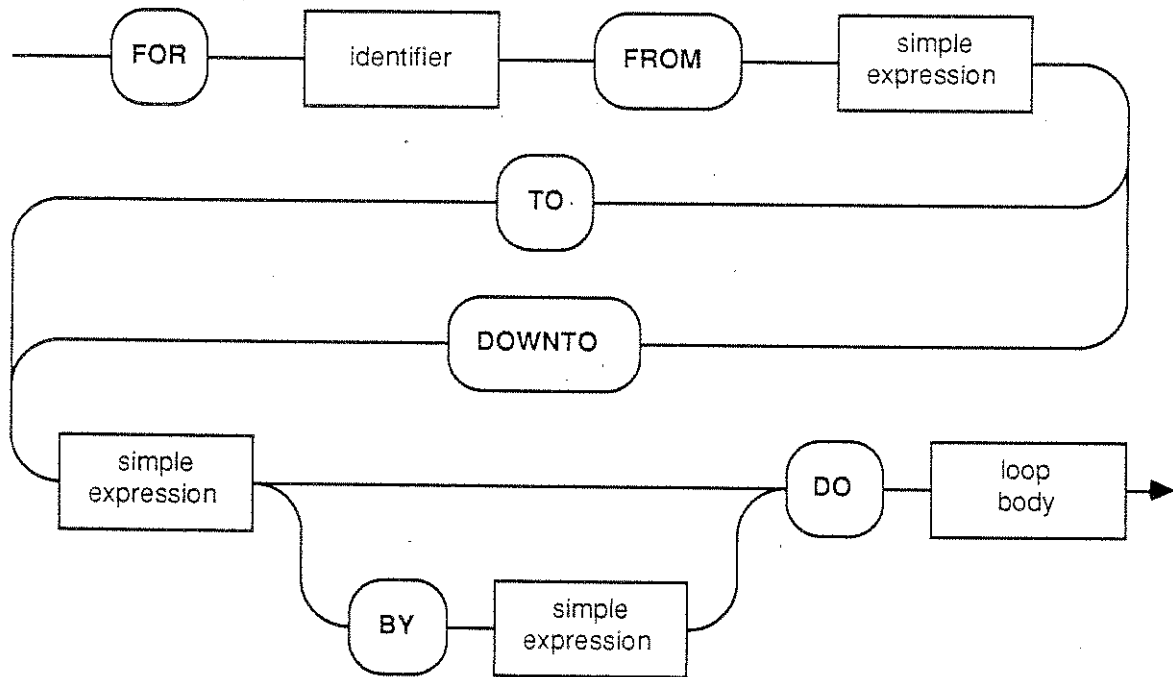 FOR
identifier
FROM
simple
expression
TO
DOWNTO
simple
expression
DO
loop
body
BY
simple
expression